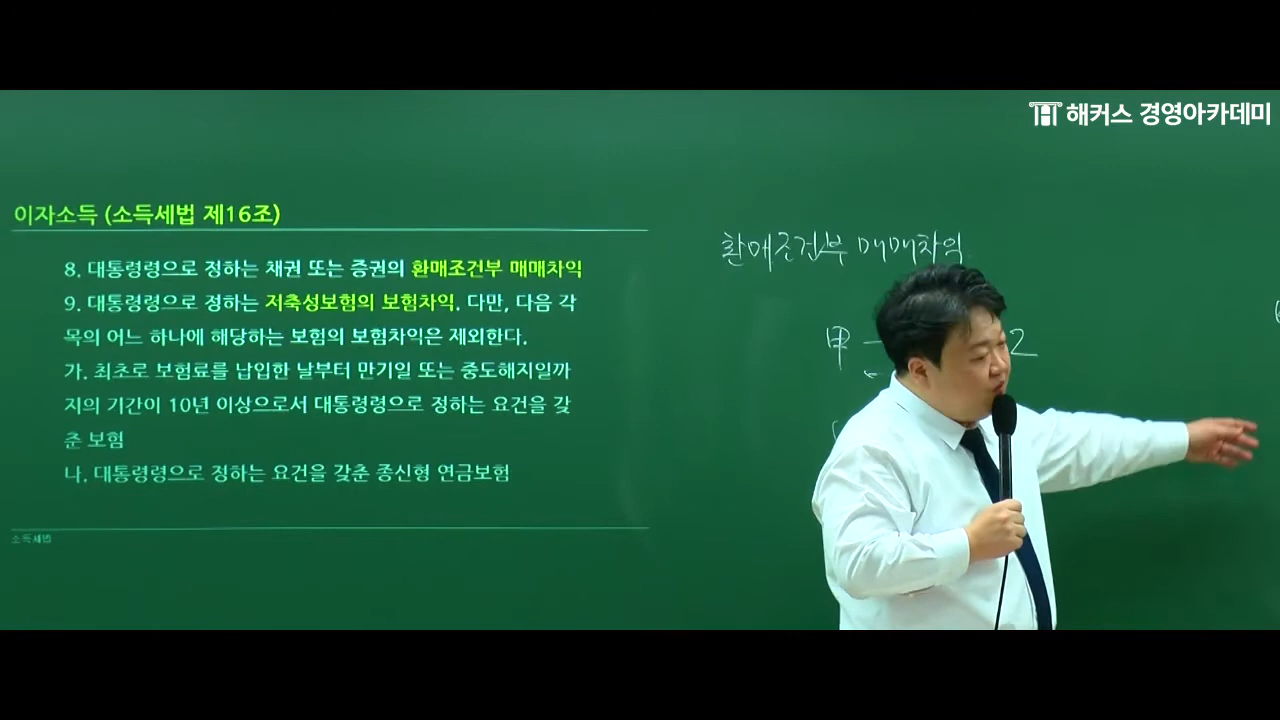 해커스 경영아카데미
이자소득 (소득세법 제16조)
8. 대통령령으로 정하는 채권 또는 증권의 환매조건부 매매차익
9. 대통령령으로 정하는 저축성보험의 보험차익. 다만, 다음 각
목의 어느 하나에 해당하는 보험의 보험차익은 제외한다.
가. 최초로 보험료를 납입한 날부터 만기일 또는 중도해지일까
지의 기간이 10년 이상으로서 대통령령으로 정하는 요건을 갖
춘 보험
나. 대통령령으로 정하는 요건을 갖춘 종신형 연금보험
소득세법
환매조건부 매매차익
甲